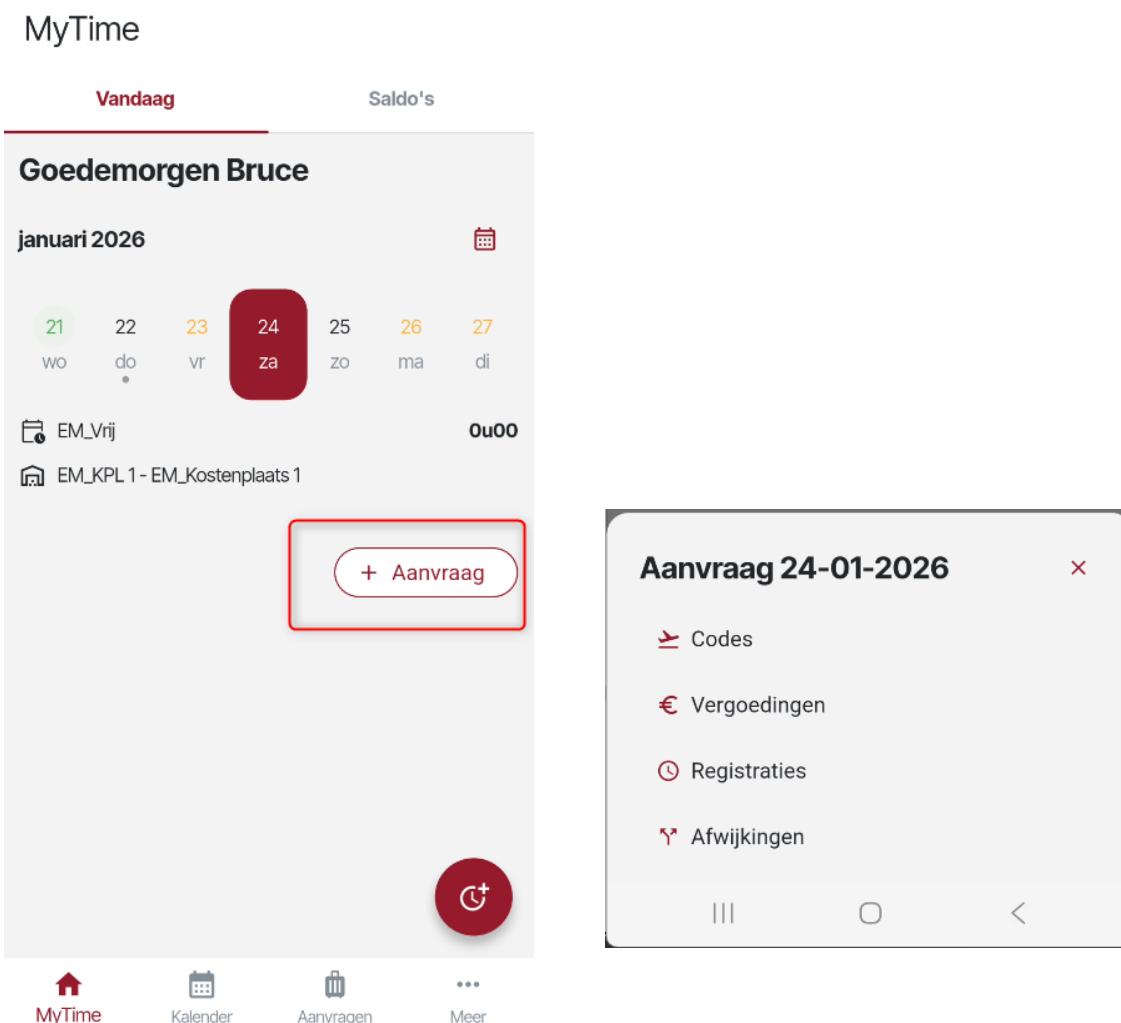 MyTime
Vandaag Saldo's
Goedemorgen Bruce
januari 2026
21 22 23 24 25 26 27
wo do vr za zo ma di
EM_Vrij 0u00
EM_KPL 1 - EM_Kostenplaats 1
+ Aanvraag
MyTime Kalender Aanvragen Meer
Aanvraag 24-01-2026
Codes
Vergoedingen
Registraties
Afwijkingen